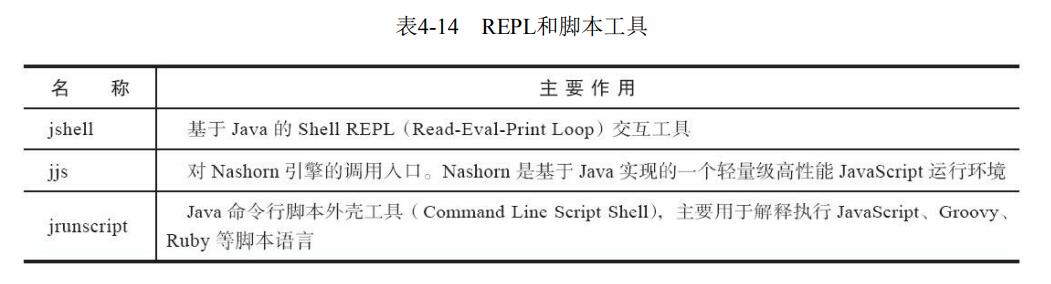 表4-14 REPL和脚本工具
名 称 主要作用
jshell 基于 Java 的 Shell REPL（Read-Eval-Print Loop）交互工具
jjs 对 Nashorn 引擎的调用入口。Nashorn 是基于 Java 实现的一个轻量级高性能 JavaScript 运行环境
jrunscript Java 命令行脚本外壳工具（Command Line Script Shell），主要用于解释执行 JavaScript、Groovy、
Ruby 等脚本语言